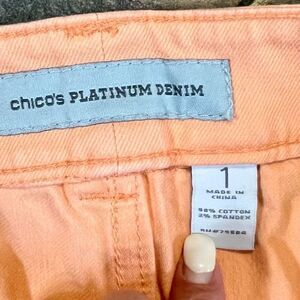 chico's PLATINUM DENIM
1
MADE IN
CHINA
98% COTTON
2% SPANDEX